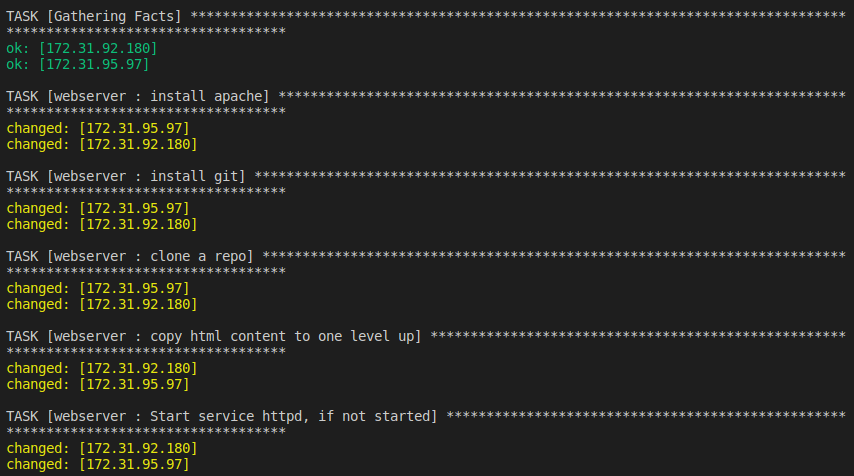 TASK [Gathering Facts] **********************************************************************************
***********************************
ok: [172.31.92.180]
ok: [172.31.95.97]
TASK [webserver : install apache] ***********************************************************************
***********************************
changed: [172.31.95.97]
changed: [172.31.92.180]
TASK [webserver : install git] **************************************************************************
***********************************
changed: [172.31.95.97]
changed: [172.31.92.180]
TASK [webserver : clone a repo] *************************************************************************
***********************************
changed: [172.31.95.97]
changed: [172.31.92.180]
TASK [webserver : copy html content to one level up] ****************************************************
***********************************
changed: [172.31.92.180]
changed: [172.31.95.97]
TASK [webserver : Start service httpd, if not started] **************************************************
***********************************
changed: [172.31.92.180]
changed: [172.31.95.97]